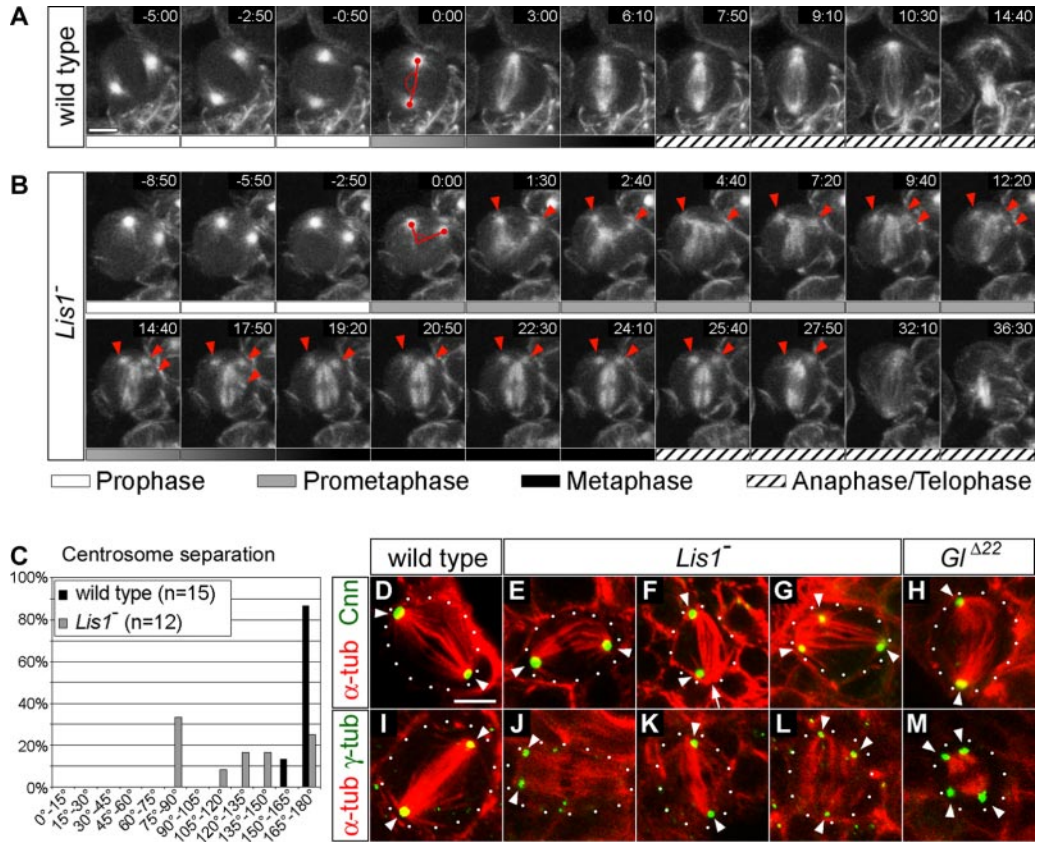 A
wild type
-5:00 -2:50 -0:50 0:00 3:00 6:10 7:50 9:10 10:30 14:40
B
Lis1⁻
-8:50 -5:50 -2:50 0:00 1:30 2:40 4:40 7:20 9:40 12:20
14:40 17:50 19:20 20:50 22:30 24:10 25:40 27:50 32:10 36:30
Prophase Prometaphase Metaphase Anaphase/Telophase
C Centrosome separation
wild type (n=15)
Lis1⁻ (n=12)
100%
80%
60%
40%
20%
0%
0°-15° 15°-30° 30°-45° 45°-60° 60°-75° 75°-90° 90°-105° 105°-120° 120°-135° 135°-150° 150°-165° 165°-180°
wild type Lis1⁻ Gl Δ22
α-tub Cnn
D E F G H
α-tub γ-tub
I J K L M